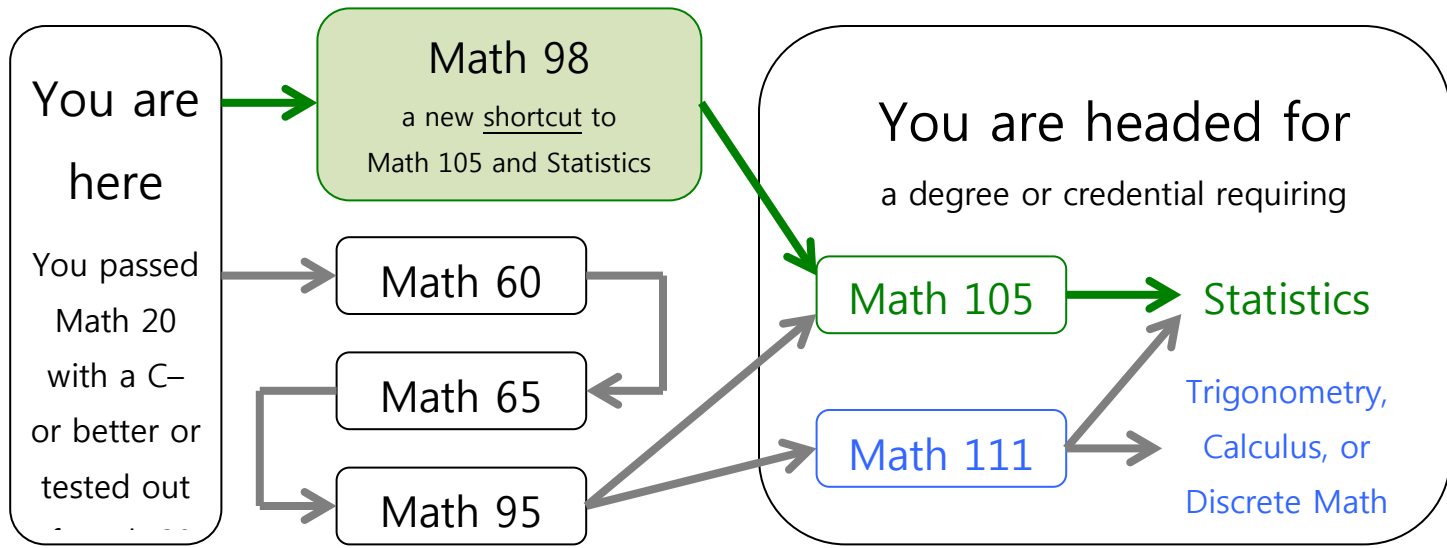 You are
here
You passed
Math 20
with a C–
or better or
tested out
Math 98
a new shortcut to
Math 105 and Statistics
Math 60
Math 65
Math 95
You are headed for
a degree or credential requiring
Math 105
Statistics
Math 111
Trigonometry,
Calculus, or
Discrete Math